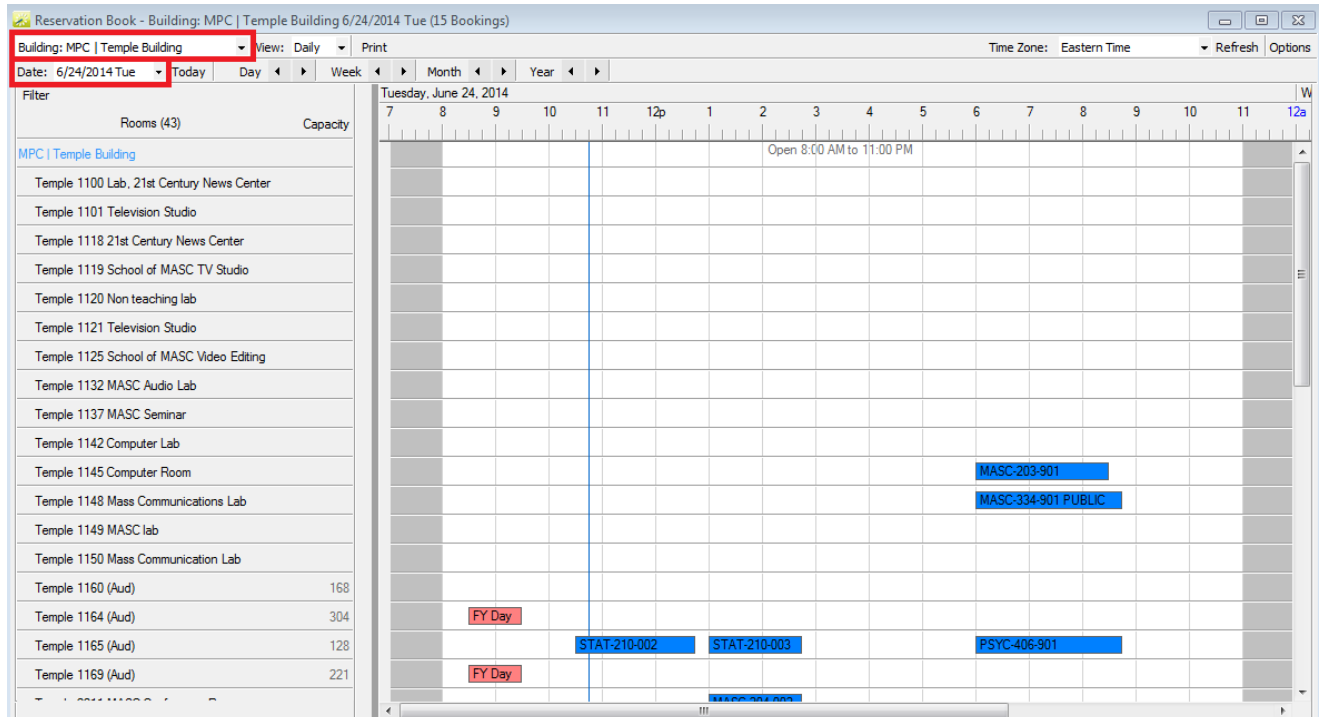 Reservation Book - Building: MPC | Temple Building 6/24/2014 Tue (15 Bookings)
Building: MPC | Temple Building View: Daily Print Time Zone: Eastern Time Refresh Options
Date: 6/24/2014 Tue Today Day Week Month Year
Filter Tuesday, June 24, 2014 W
Rooms (43) Capacity 7 8 9 10 11 12p 1 2 3 4 5 6 7 8 9 10 11 12a
MPC | Temple Building Open 8:00 AM to 11:00 PM
Temple 1100 Lab, 21st Century News Center
Temple 1101 Television Studio
Temple 1118 21st Century News Center
Temple 1119 School of MASC TV Studio
Temple 1120 Non teaching lab
Temple 1121 Television Studio
Temple 1125 School of MASC Video Editing
Temple 1132 MASC Audio Lab
Temple 1137 MASC Seminar
Temple 1142 Computer Lab
Temple 1145 Computer Room MASC-203-901
Temple 1148 Mass Communications Lab MASC-334-901 PUBLIC
Temple 1149 MASC lab
Temple 1150 Mass Communication Lab
Temple 1160 (Aud) 168
Temple 1164 (Aud) 304 FY Day
Temple 1165 (Aud) 128 STAT-210-002 STAT-210-003 PSYC-406-901
Temple 1169 (Aud) 221 FY Day